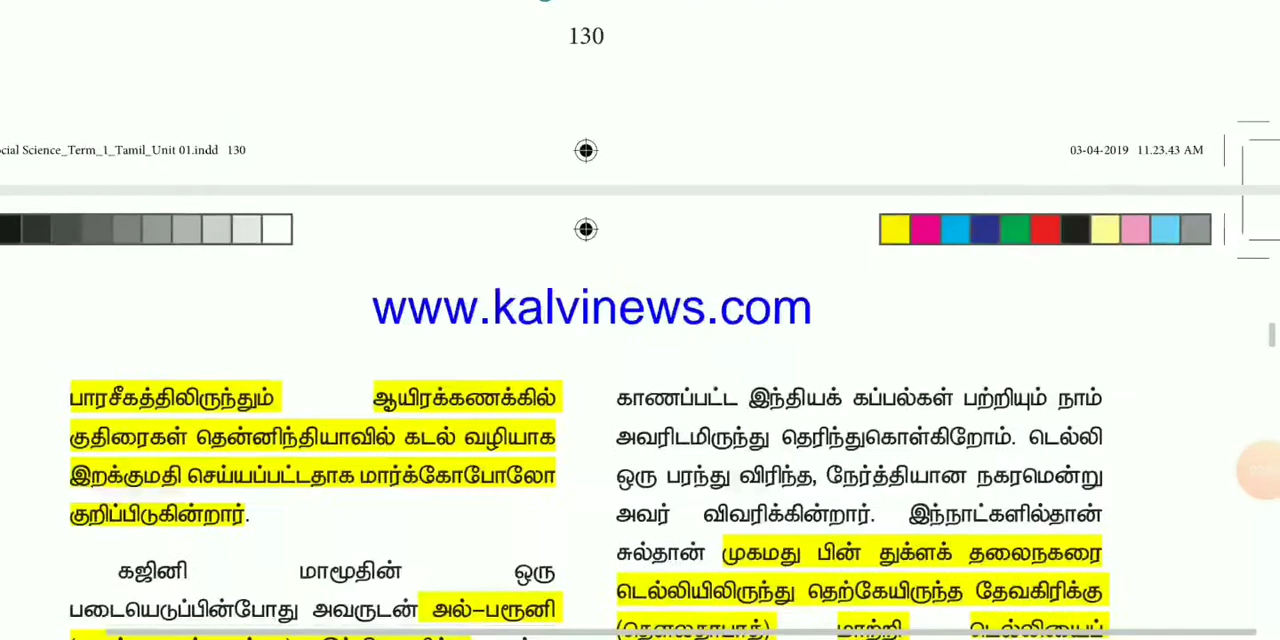 130
ocial Science_Term_1_Tamil_Unit 01.indd 130
03-04-2019 11.23.43 AM
www.kalvinews.com
பாரசீகத்திலிருந்தும் ஆயிரக்கணக்கில்
குதிரைகள் தென்னிந்தியாவில் கடல் வழியாக
இறக்குமதி செய்யப்பட்டதாக மார்க்கோபோலோ
குறிப்பிடுகின்றார்.
கஜினி மாமூதின் ஒரு
படையெடுப்பின்போது அவருடன் அல்–பரூனி
காணப்பட்ட இந்தியக் கப்பல்கள் பற்றியும் நாம்
அவரிடமிருந்து தெரிந்துகொள்கிறோம். டெல்லி
ஒரு பரந்து விரிந்த, நேர்த்தியான நகரமென்று
அவர் விவரிக்கின்றார். இந்நாட்களில்தான்
சுல்தான் முகமது பின் துக்ளக் தலைநகரை
டெல்லியிலிருந்து தெற்கேயிருந்த தேவகிரிக்கு
(தௌலதாபாத்) மாற்றி டெல்லியைப்